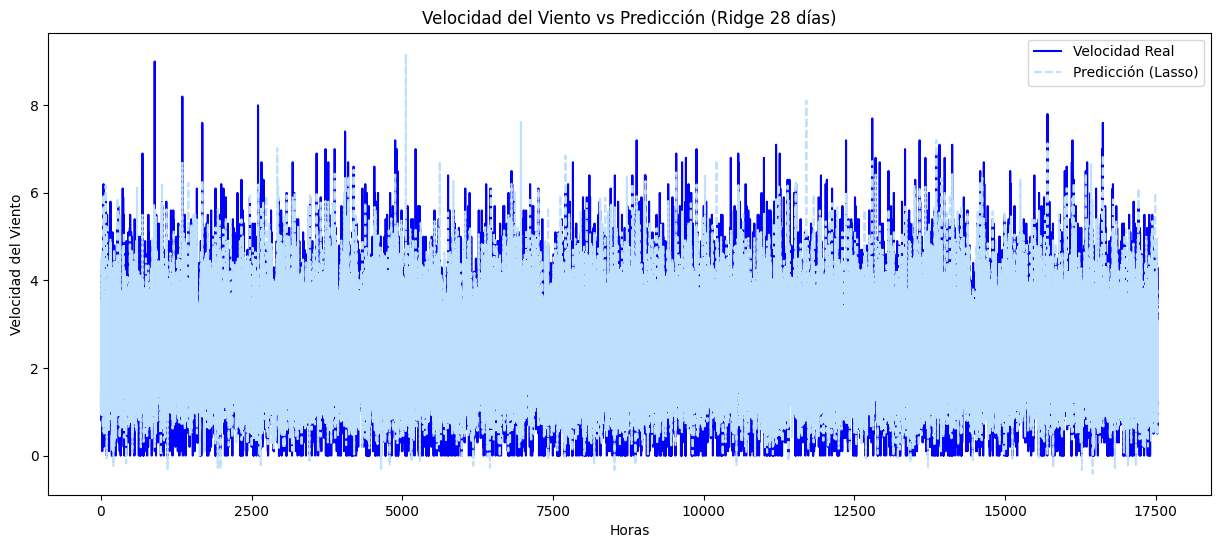 Velocidad del Viento vs Predicción (Ridge 28 días)
Velocidad Real
Predicción (Lasso)
Velocidad del Viento
8
6
4
2
0
0
2500
5000
7500
10000
12500
15000
17500
Horas